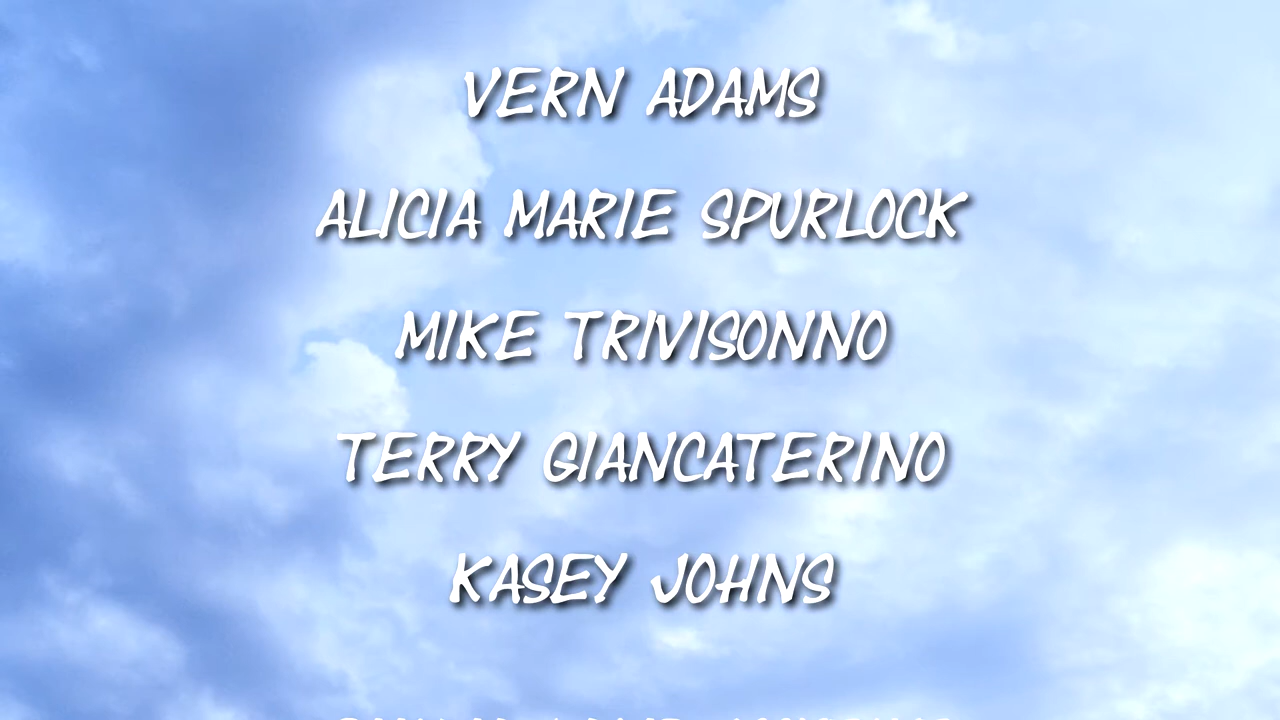 VERN ADAMS
ALICIA MARIE SPURLOCK
MIKE TRIVISONNO
TERRY GIANCATERINO
KASEY JOHNS